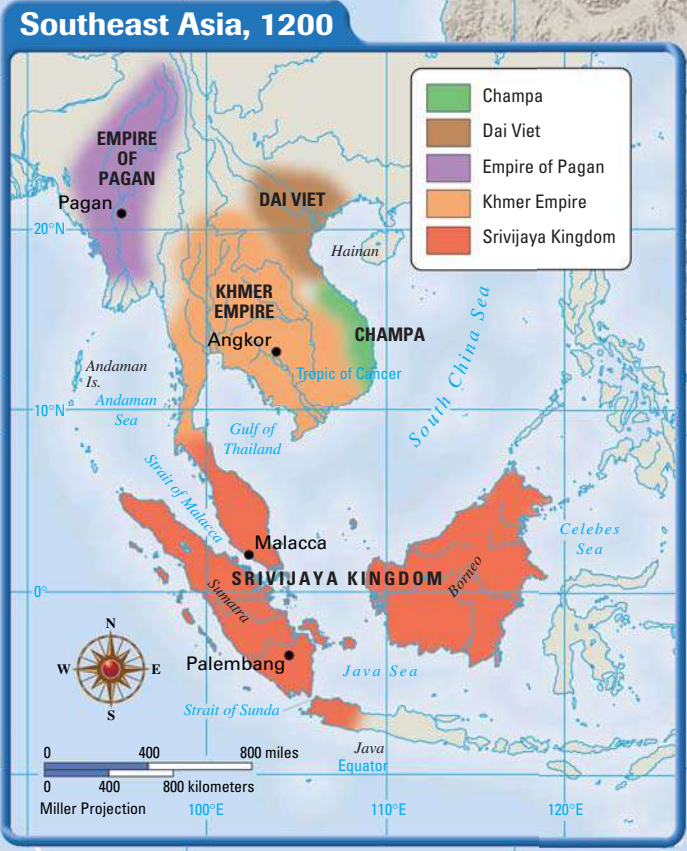 Southeast Asia, 1200
Champa
Dai Viet
Empire of Pagan
Khmer Empire
Srivijaya Kingdom
EMPIRE
OF
PAGAN
Pagan
DAI VIET
20°N
Hainan
KHMER
EMPIRE
Angkor
CHAMPA
South China Sea
Andaman
Is.
Tropic of Cancer
Andaman
Sea
10°N
Gulf of
Thailand
Strait of Malacca
Malacca
Celebes
Sea
SRIVIJAYA KINGDOM
Borneo
0°
Sumatra
N
W
E
S
Palembang
Java Sea
Strait of Sunda
Java
Equator
0 400 800 miles
0 400 800 kilometers
Miller Projection
100°E
110°E
120°E